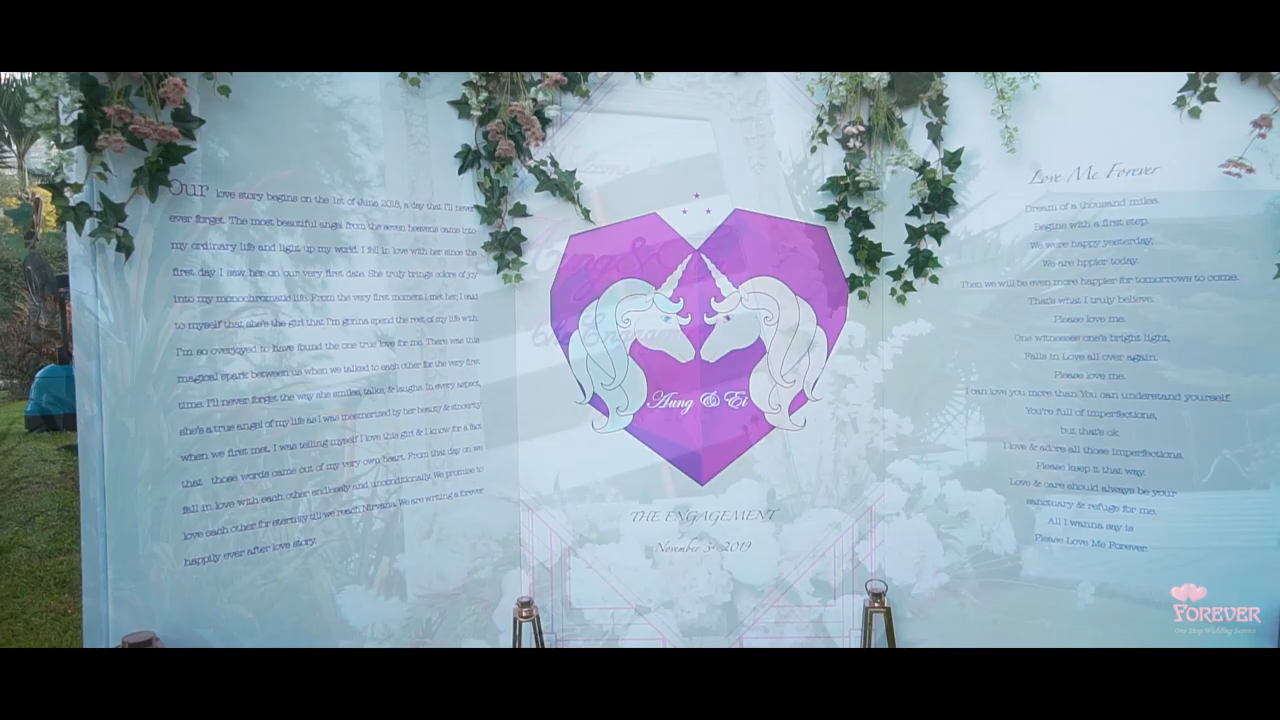 Our love story begins on the 1st of June 2018, a day that I'll never
ever forget. The most beautiful angel from the seven heavens came into
my ordinary life and light up my world. I fell in love with her since the
first day I saw her on our very first date. She truly brings colors of joy
into my monochromatic life. From the very first moment I met her, I said
to myself that she's the girl that I'm gonna spend the rest of my life with.
I'm so overjoyed to have found the one true love for me. There was this
magical spark between us when we talked to each other for the very first
time. I'll never forget the way she smiles, talks, & laughs. In every aspect,
she's a true angel of my life as I was mesmerized by her beauty & sincerity
when we first met. I was telling myself I love this girl & I know for a fact
that those words came out of my very own heart. From that day on we
fall in love with each other endlessly and unconditionally. We promise to
love each other for eternity till we reach Nirvana. We are writing a forever
happily ever after love story.
Aung & Ei
THE ENGAGEMENT
November 3rd 2019
Love Me Forever
Dream of a thousand miles,
Begins with a first step.
We were happy yesterday,
We are hppier today.
Then we will be even more happier for tomorrows to come.
That's what I truly believe.
Please love me.
One witnesses one's bright light,
Falls in Love all over again.
Please love me.
I can love you more than You can understand yourself.
You're full of imperfections,
but that's ok.
I love & adore all those imperfections.
Please keep it that way.
Love & care should always be your
sanctuary & refuge for me.
All I wanna say is
Please Love Me Forever.
FOREVER
One Stop Wedding Service